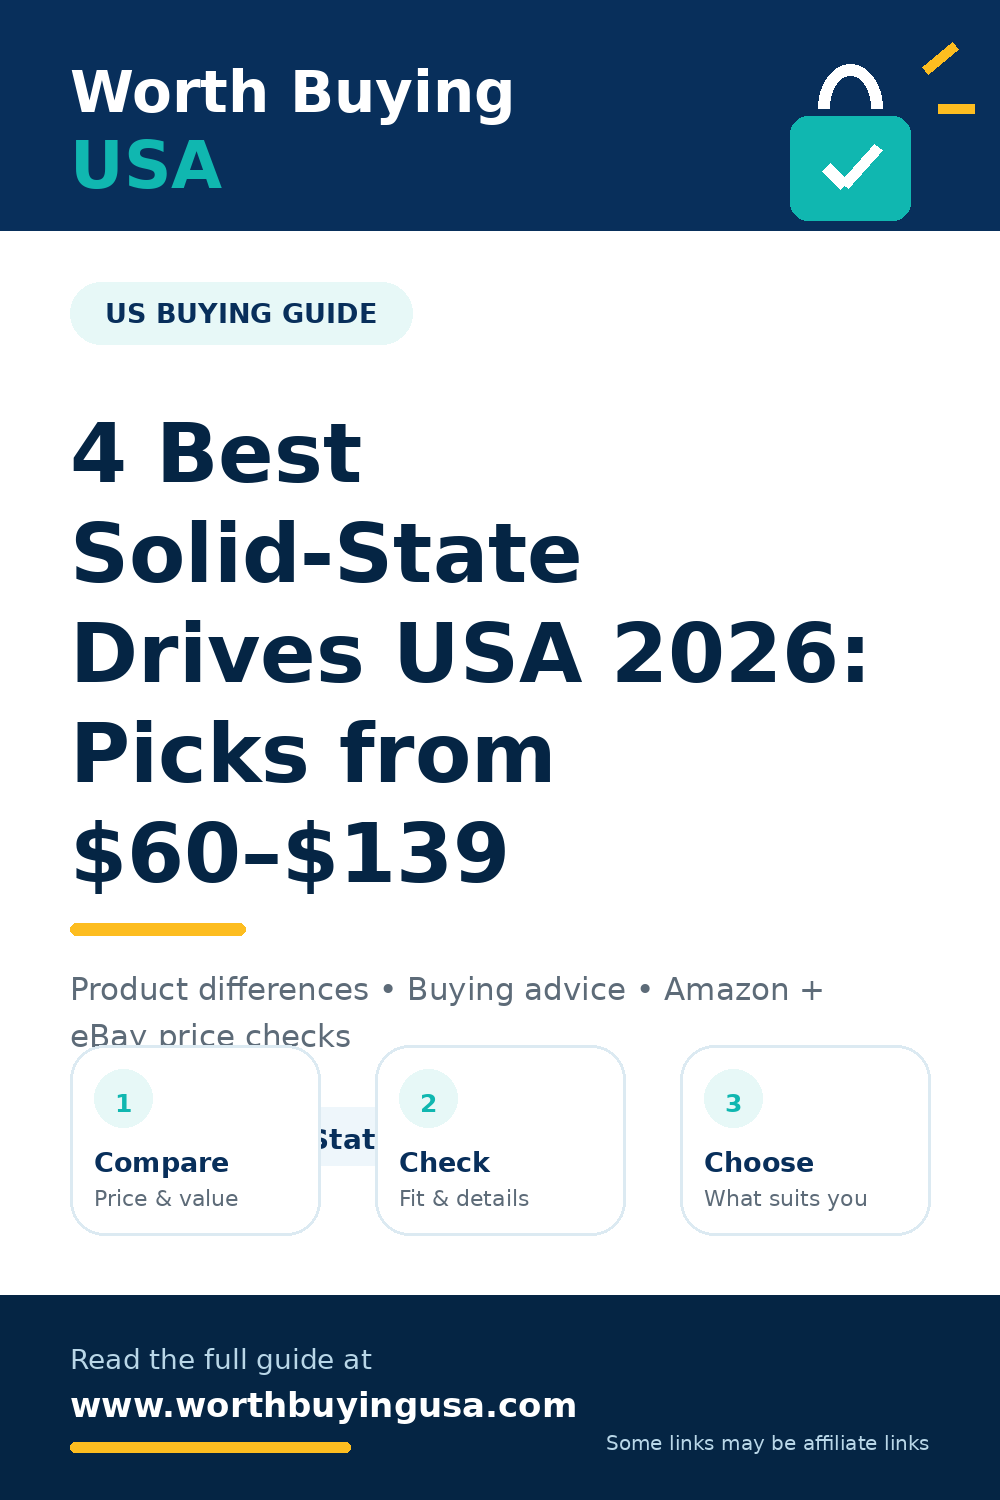 Worth Buying
USA
US BUYING GUIDE
4 Best
Solid-State
Drives USA 2026:
Picks from
$60–$139
Product differences • Buying advice • Amazon +
eBay price checks
Stat
1
Compare
Price & value
2
Check
Fit & details
3
Choose
What suits you
Read the full guide at
www.worthbuyingusa.com
Some links may be affiliate links